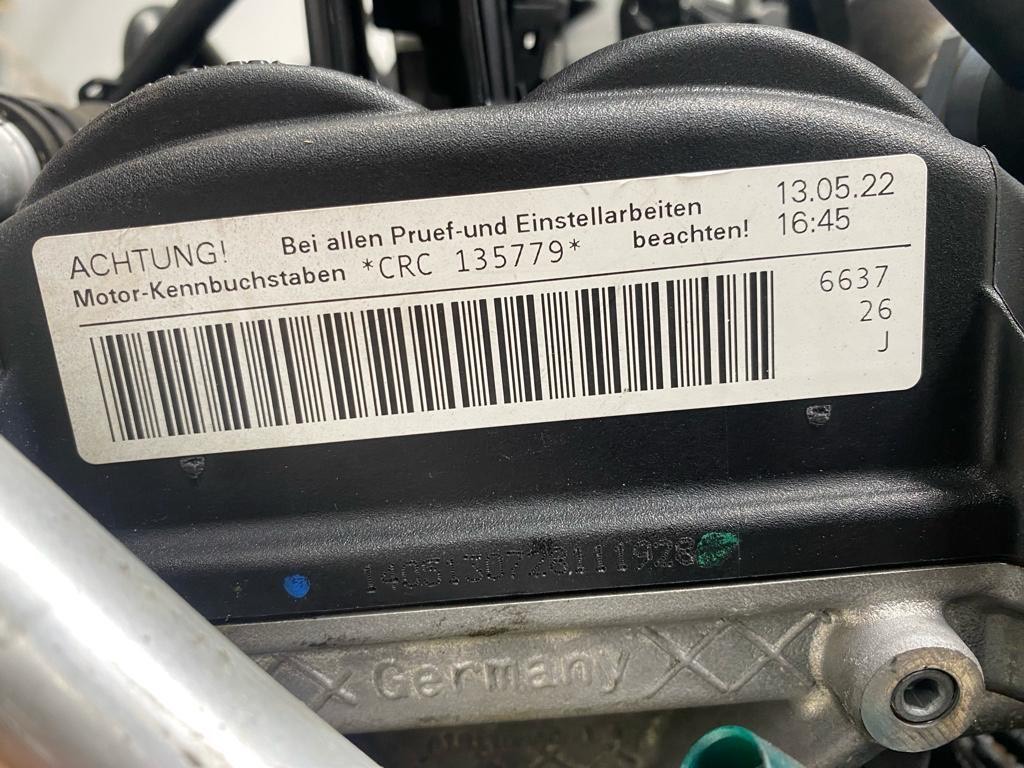 ACHTUNG! Bei allen Pruef-und Einstellarbeiten 13.05.22
Motor-Kennbuchstaben *CRC 135779* beachten! 16:45
6637
26
J
1405130728111928
Germany